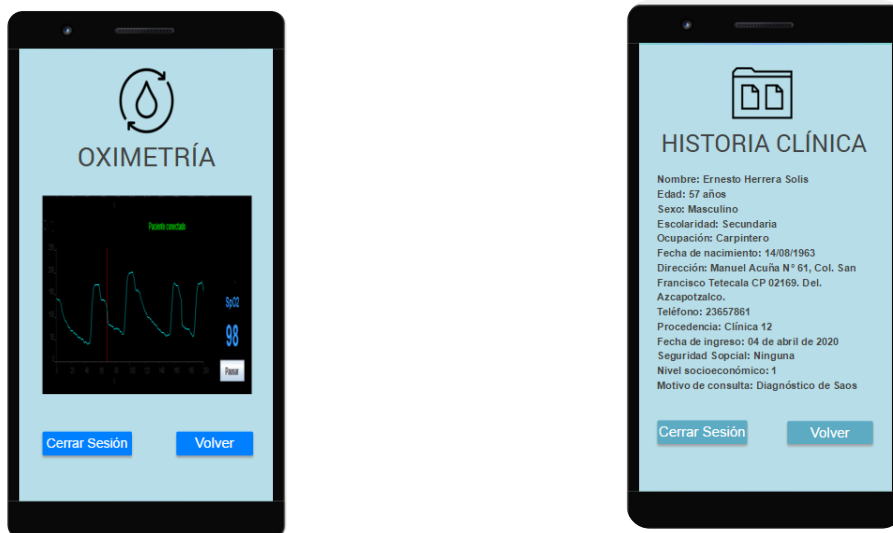 OXIMETRÍA
Paciente conectado
SpO2
98
Pausar
Cerrar Sesión
Volver
HISTORIA CLÍNICA
Nombre: Ernesto Herrera Solis
Edad: 57 años
Sexo: Masculino
Escolaridad: Secundaria
Ocupación: Carpintero
Fecha de nacimiento: 14/08/1963
Dirección: Manuel Acuña N° 61, Col. San
Francisco Tetecala CP 02169. Del.
Azcapotzalco.
Teléfono: 23657861
Procedencia: Clínica 12
Fecha de ingreso: 04 de abril de 2020
Seguridad Sopcial: Ninguna
Nivel socioeconómico: 1
Motivo de consulta: Diagnóstico de Saos
Cerrar Sesión
Volver